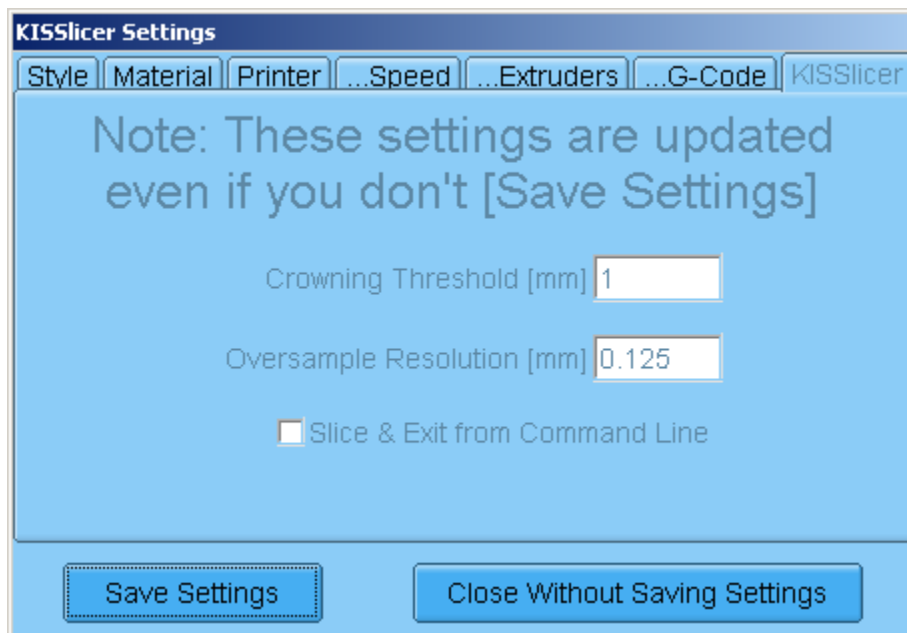 KISSlicer Settings
Style Material Printer ...Speed ...Extruders ...G-Code KISSlicer
Note: These settings are updated
even if you don't [Save Settings]
Crowning Threshold [mm] 1
Oversample Resolution [mm] 0.125
Slice & Exit from Command Line
Save Settings Close Without Saving Settings